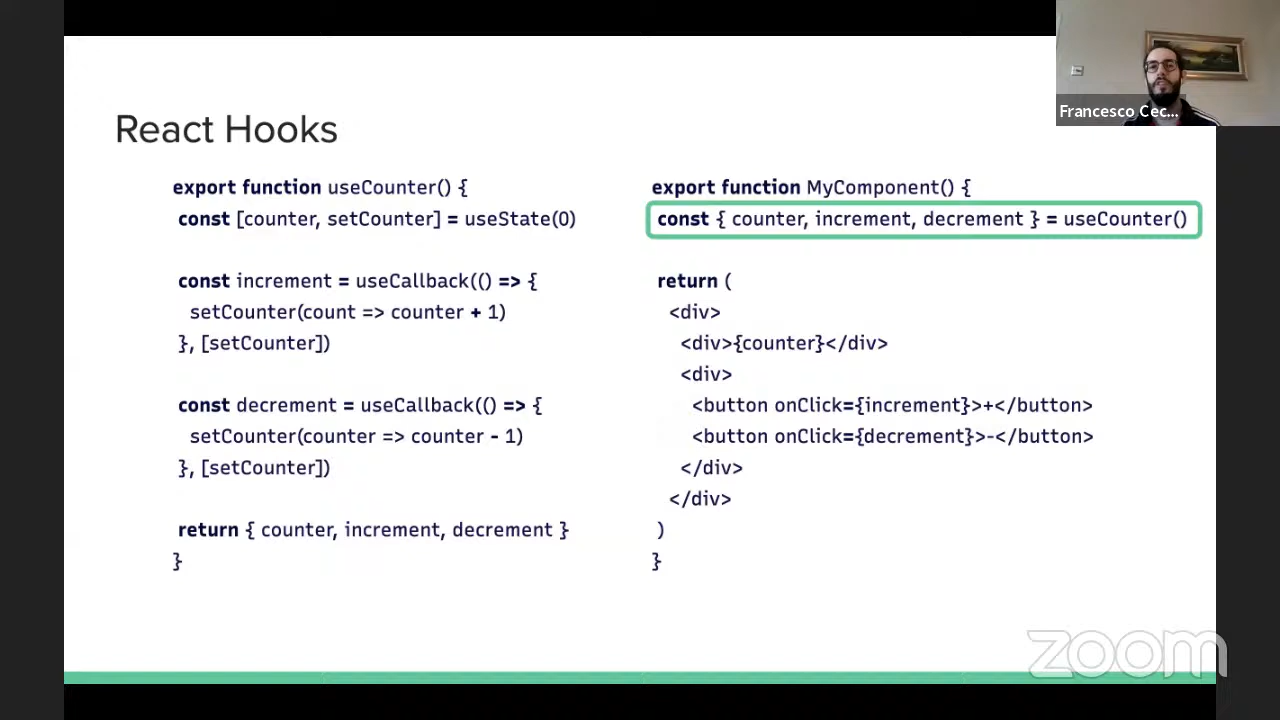 React Hooks
export function useCounter() {
const [counter, setCounter] = useState(0)
const increment = useCallback(() => {
setCounter(count => counter + 1)
}, [setCounter])
const decrement = useCallback(() => {
setCounter(counter => counter - 1)
}, [setCounter])
return { counter, increment, decrement }
}
export function MyComponent() {
const { counter, increment, decrement } = useCounter()
return (
<div>
<div>{counter}</div>
<div>
<button onClick={increment}>+</button>
<button onClick={decrement}>-</button>
</div>
</div>
)
}
Francesco Cec...
zoom